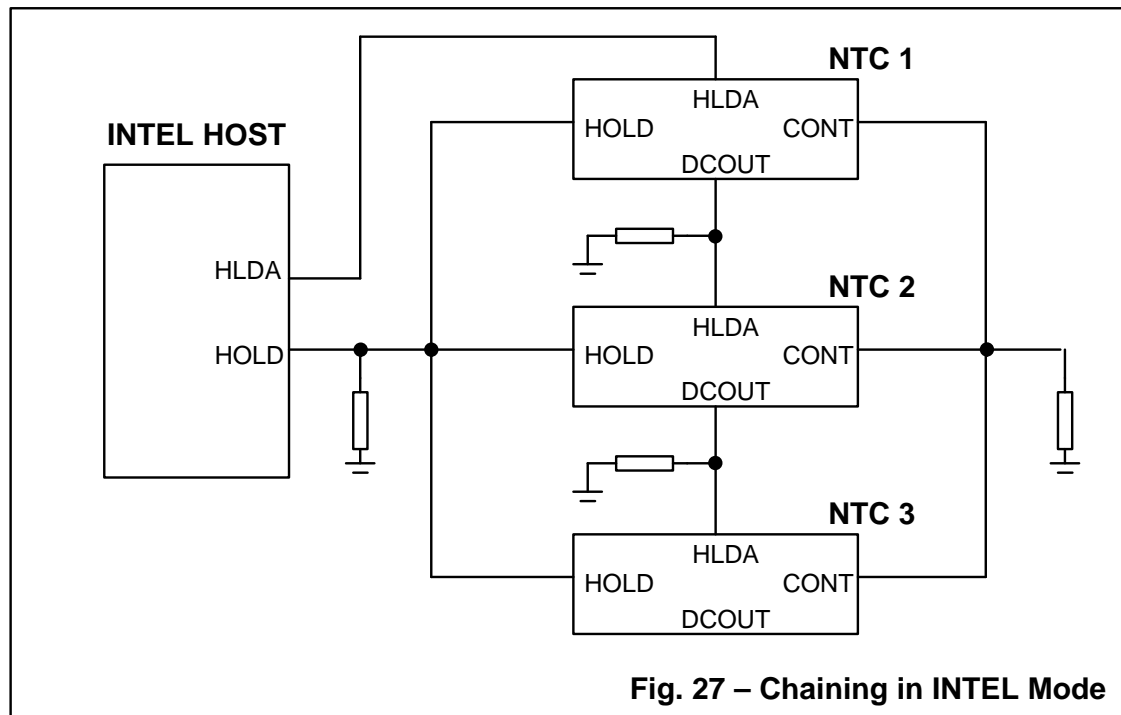 NTC 1
HLDA
INTEL HOST
HOLD
CONT
DCOUT
NTC 2
HLDA
HLDA
HOLD
HOLD
CONT
DCOUT
NTC 3
HLDA
HOLD
CONT
DCOUT
Fig. 27 – Chaining in INTEL Mode